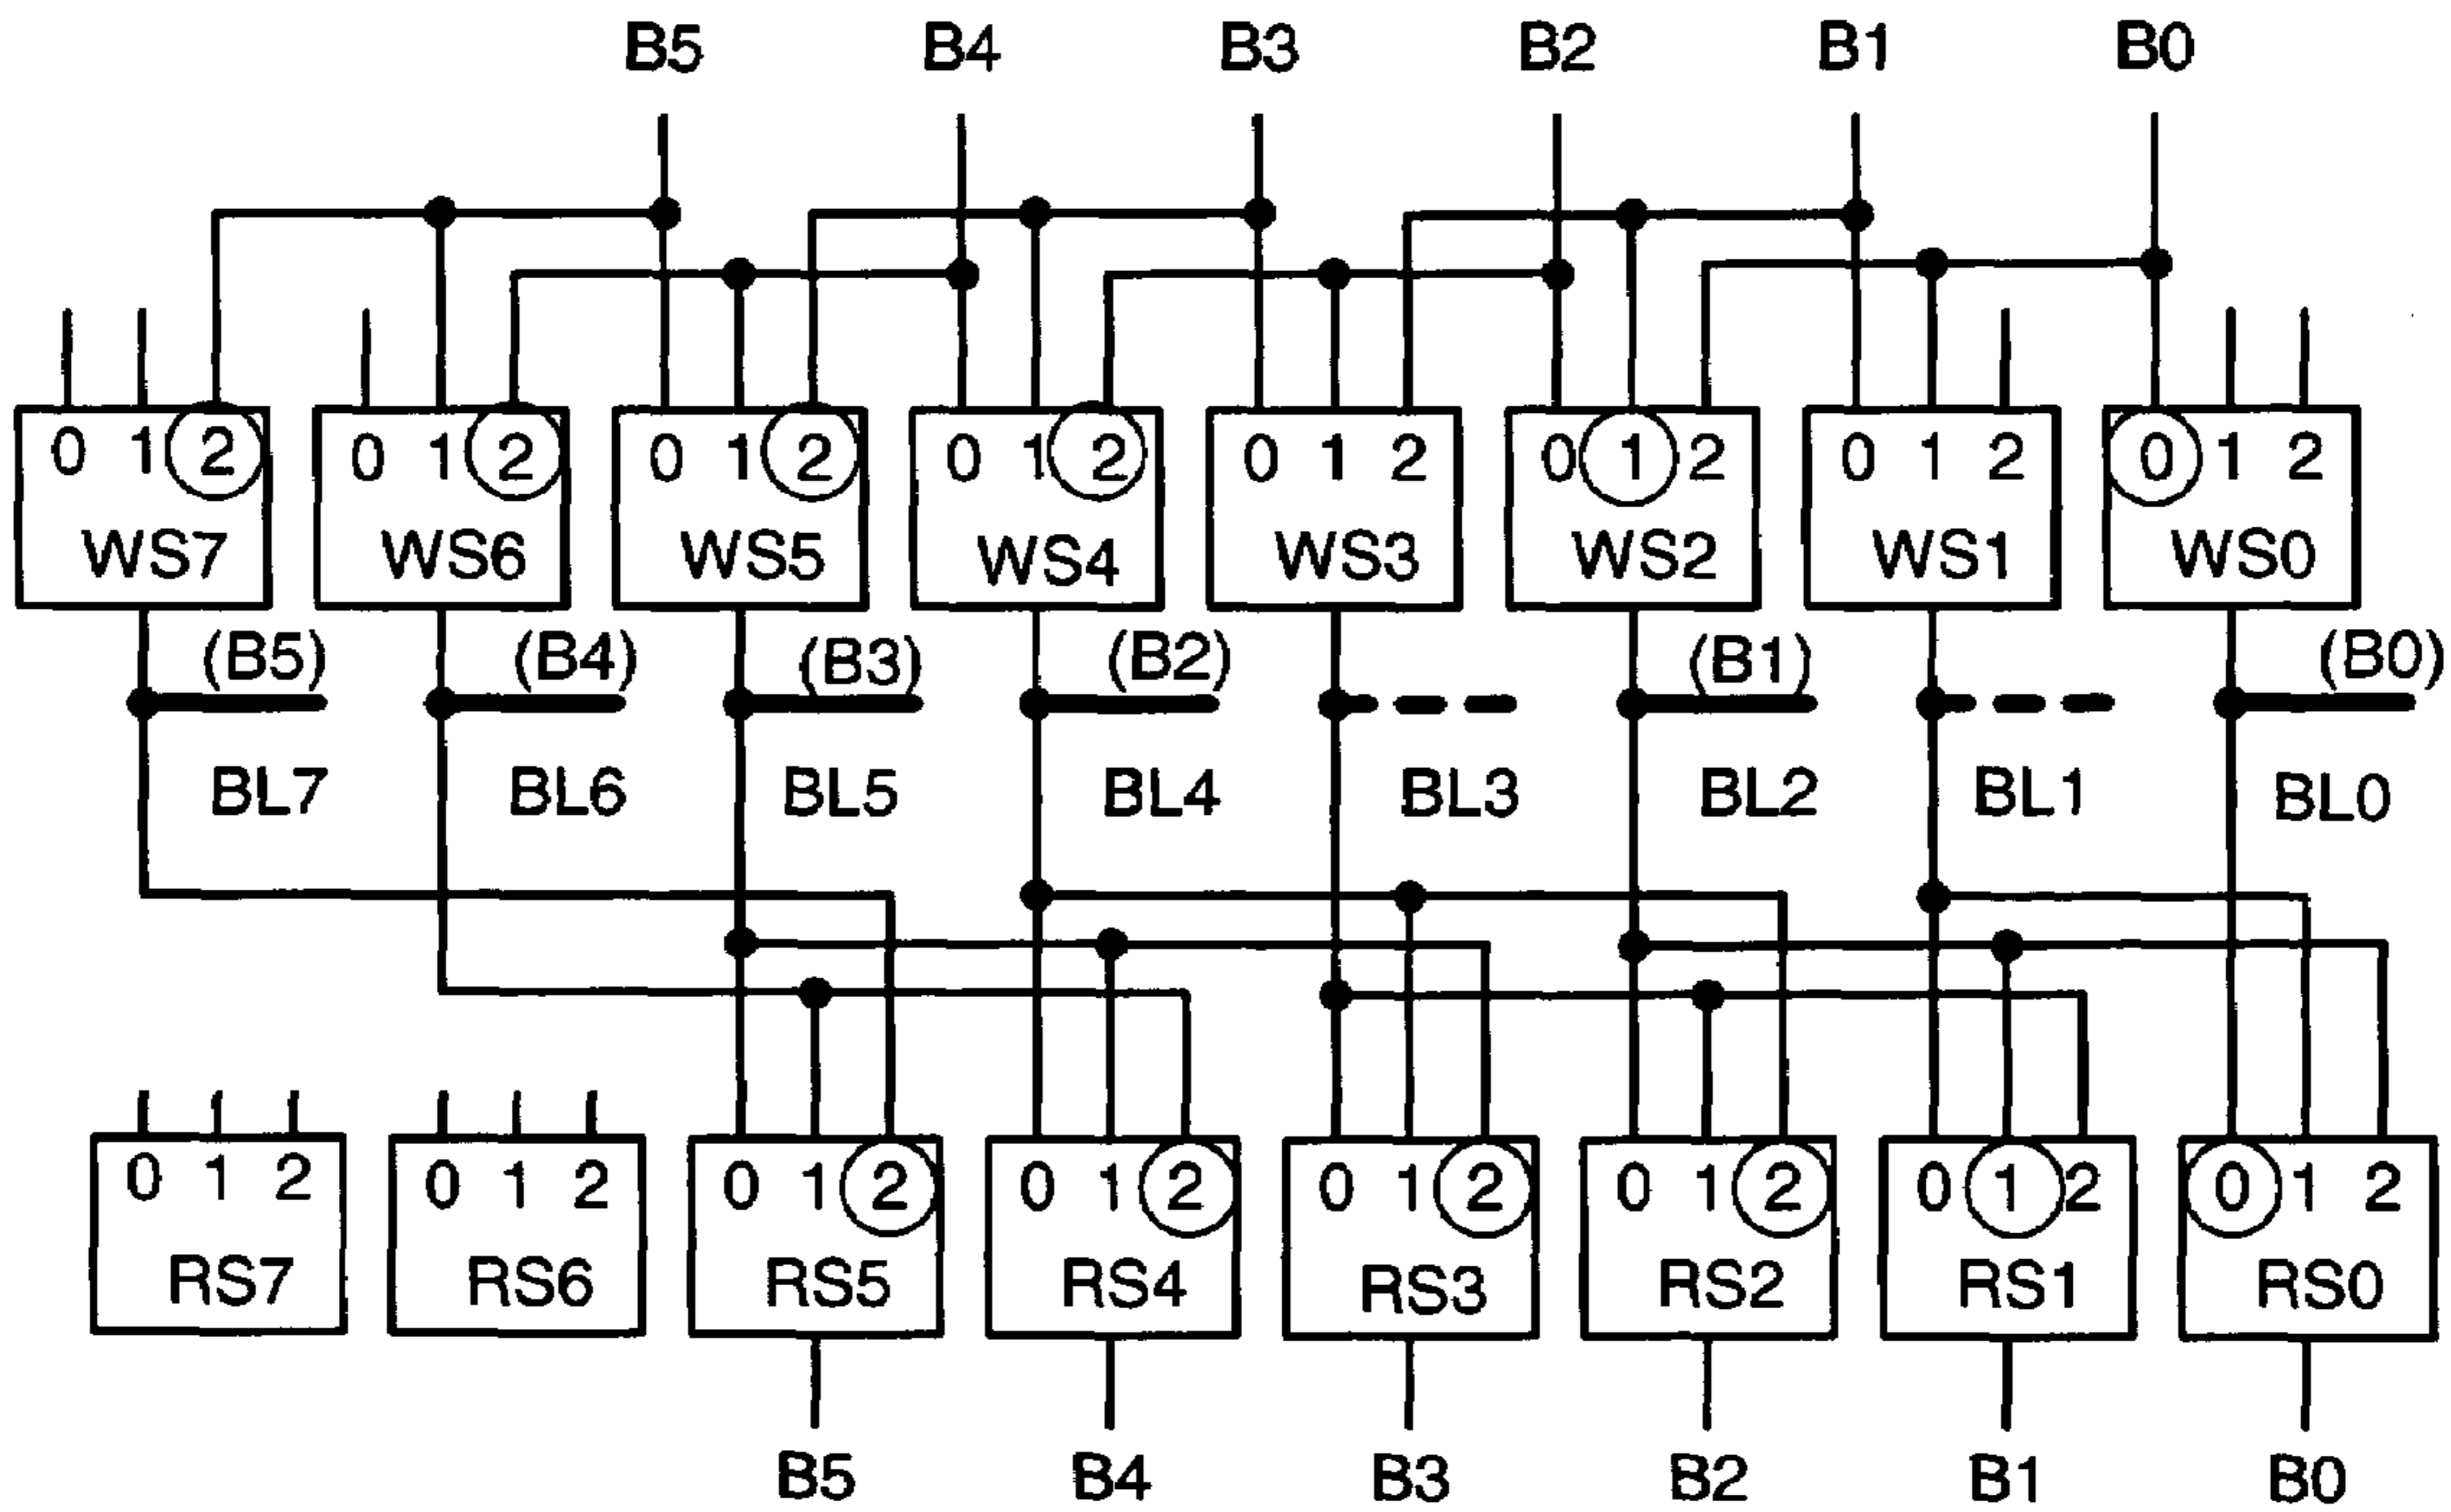 B5 B4 B3 B2 B1 B0
0 1 2 0 1 2 0 1 2 0 1 2 0 1 2 0 1 2 0 1 2 0 1 2
WS7 WS6 WS5 WS4 WS3 WS2 WS1 WS0
(B5) (B4) (B3) (B2) (B1) (B0)
BL7 BL6 BL5 BL4 BL3 BL2 BL1 BL0
0 1 2 0 1 2 0 1 2 0 1 2 0 1 2 0 1 2 0 1 2 0 1 2
RS7 RS6 RS5 RS4 RS3 RS2 RS1 RS0
B5 B4 B3 B2 B1 B0